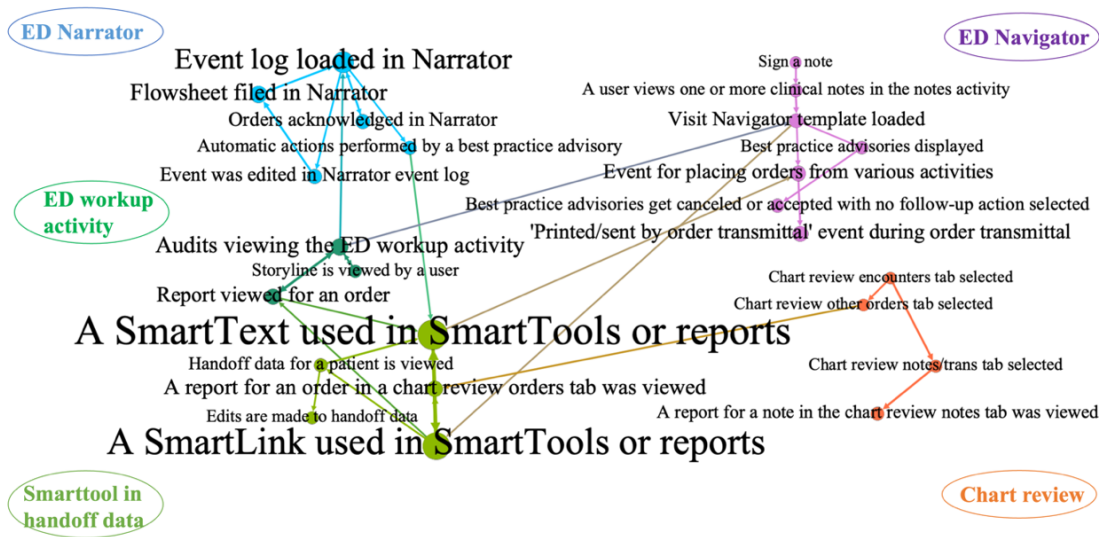 ED Narrator
ED Navigator
Event log loaded in Narrator
Sign a note
Flowsheet filed in Narrator
A user views one or more clinical notes in the notes activity
Orders acknowledged in Narrator
Visit Navigator template loaded
Automatic actions performed by a best practice advisory
Best practice advisories displayed
Event was edited in Narrator event log
Event for placing orders from various activities
ED workup
activity
Best practice advisories get canceled or accepted with no follow-up action selected
'Printed/sent by order transmittal' event during order transmittal
Audits viewing the ED workup activity
Storyline is viewed by a user
Chart review encounters tab selected
Report viewed for an order
Chart review other orders tab selected
A SmartText used in SmartTools or reports
Handoff data for a patient is viewed
Chart review notes/trans tab selected
A report for an order in a chart review orders tab was viewed
Edits are made to handoff data
A report for a note in the chart review notes tab was viewed
A SmartLink used in SmartTools or reports
Smarttool in
handoff data
Chart review